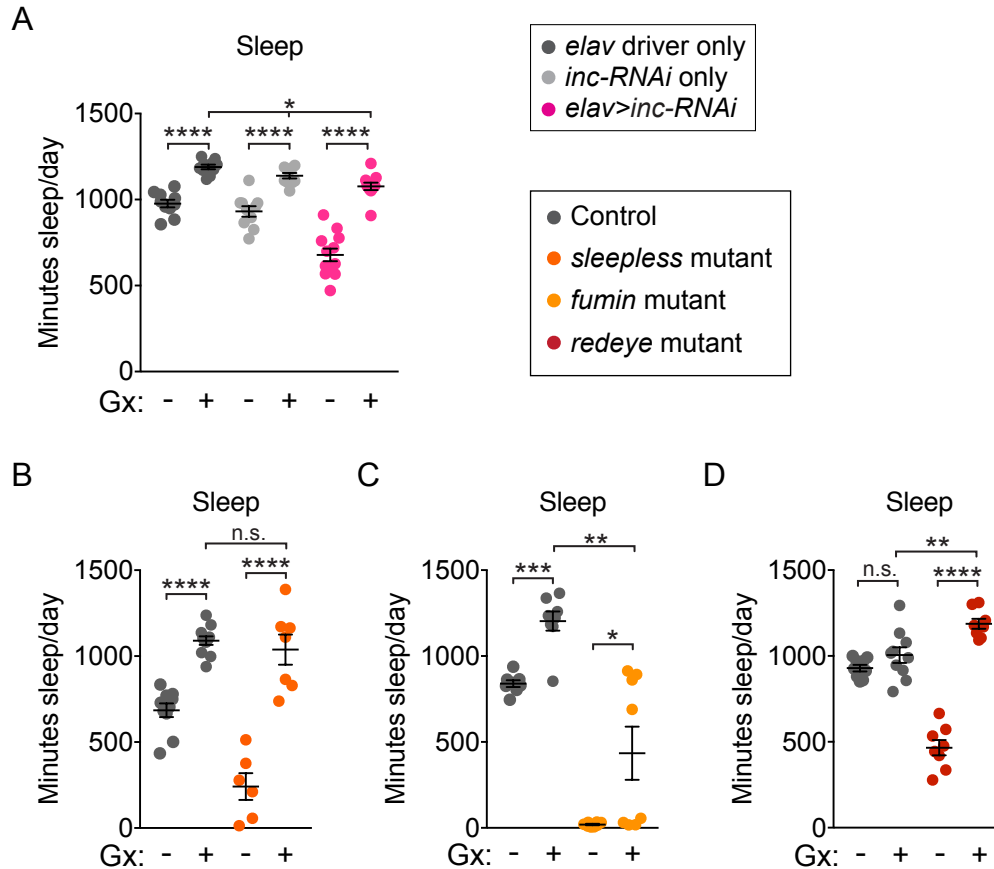 A
Sleep
Minutes sleep/day
1500
1000
500
0
**** **** ****
*
Gx: - + - + - +
elav driver only
inc-RNAi only
elav>inc-RNAi
Control
sleepless mutant
fumin mutant
redeye mutant
B
Sleep
Minutes sleep/day
1500
1000
500
0
n.s.
**** ****
Gx: - + - +
C
Sleep
Minutes sleep/day
1500
1000
500
0
**
***
*
Gx: - + - +
D
Sleep
Minutes sleep/day
1500
1000
500
0
**
n.s. ****
Gx: - + - +